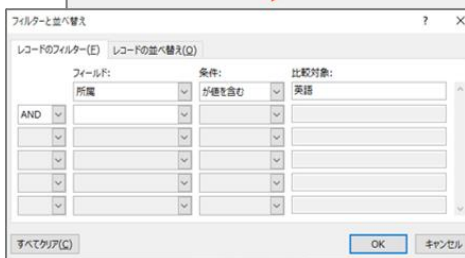 フィルターと並べ替え ? ×
レコードのフィルター(F) レコードの並べ替え(O)
フィールド: 条件: 比較対象:
所属 が値を含む 英語
AND
すべてクリア(C) OK キャンセル